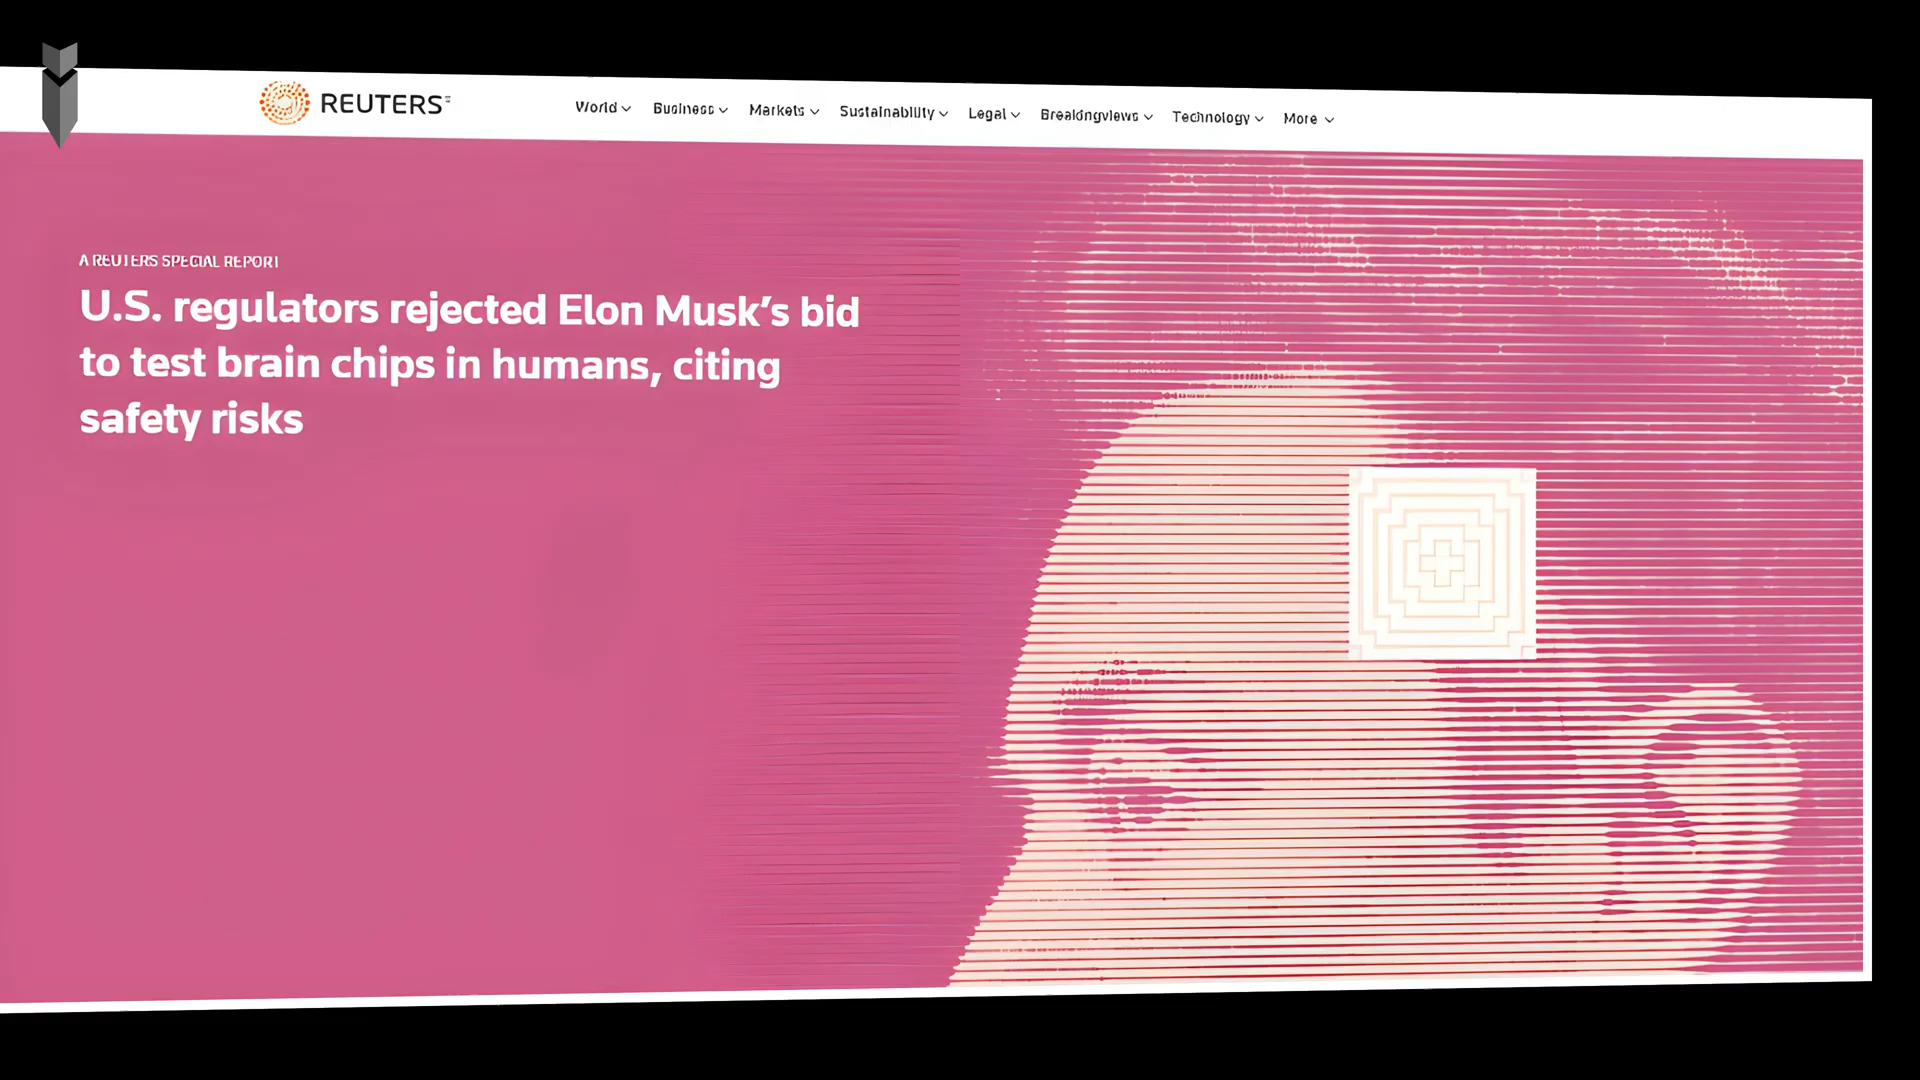 REUTERS
World Business Markets Sustainability Legal Breakingviews Technology More
A REUTERS SPECIAL REPORT
U.S. regulators rejected Elon Musk’s bid
to test brain chips in humans, citing
safety risks